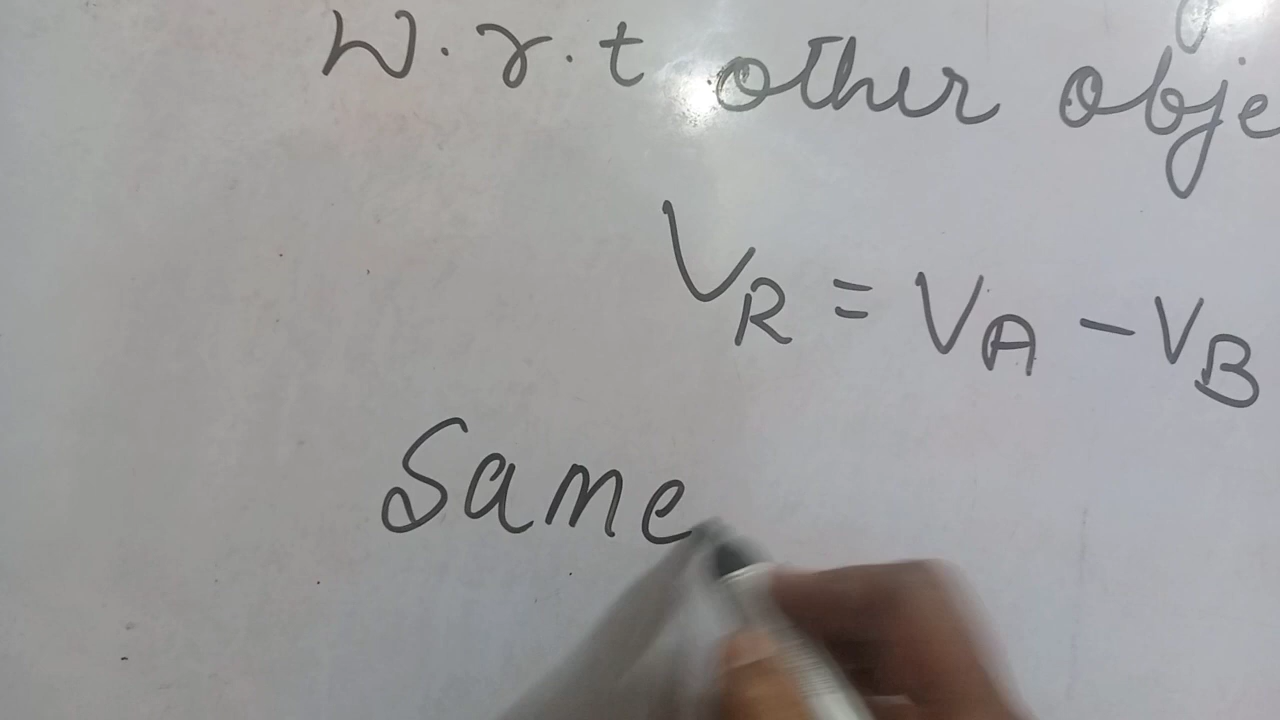 W.r.t other obje
VR = VA - VB
Same